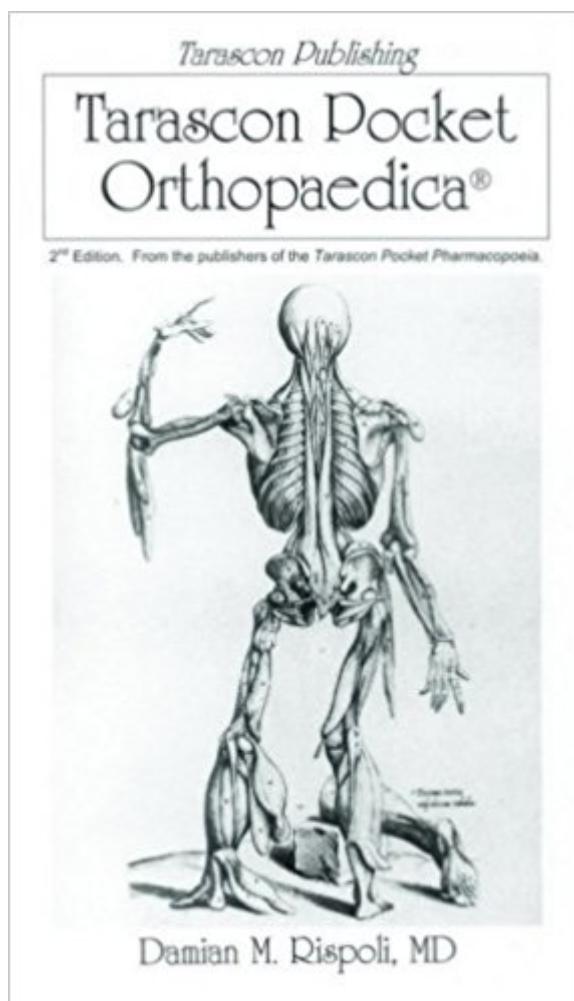 Tarascon Publishing
Tarascon Pocket
Orthopaedica®
2nd Edition. From the publishers of the Tarascon Pocket Pharmacopoeia.
Damian M. Rispoli, MD